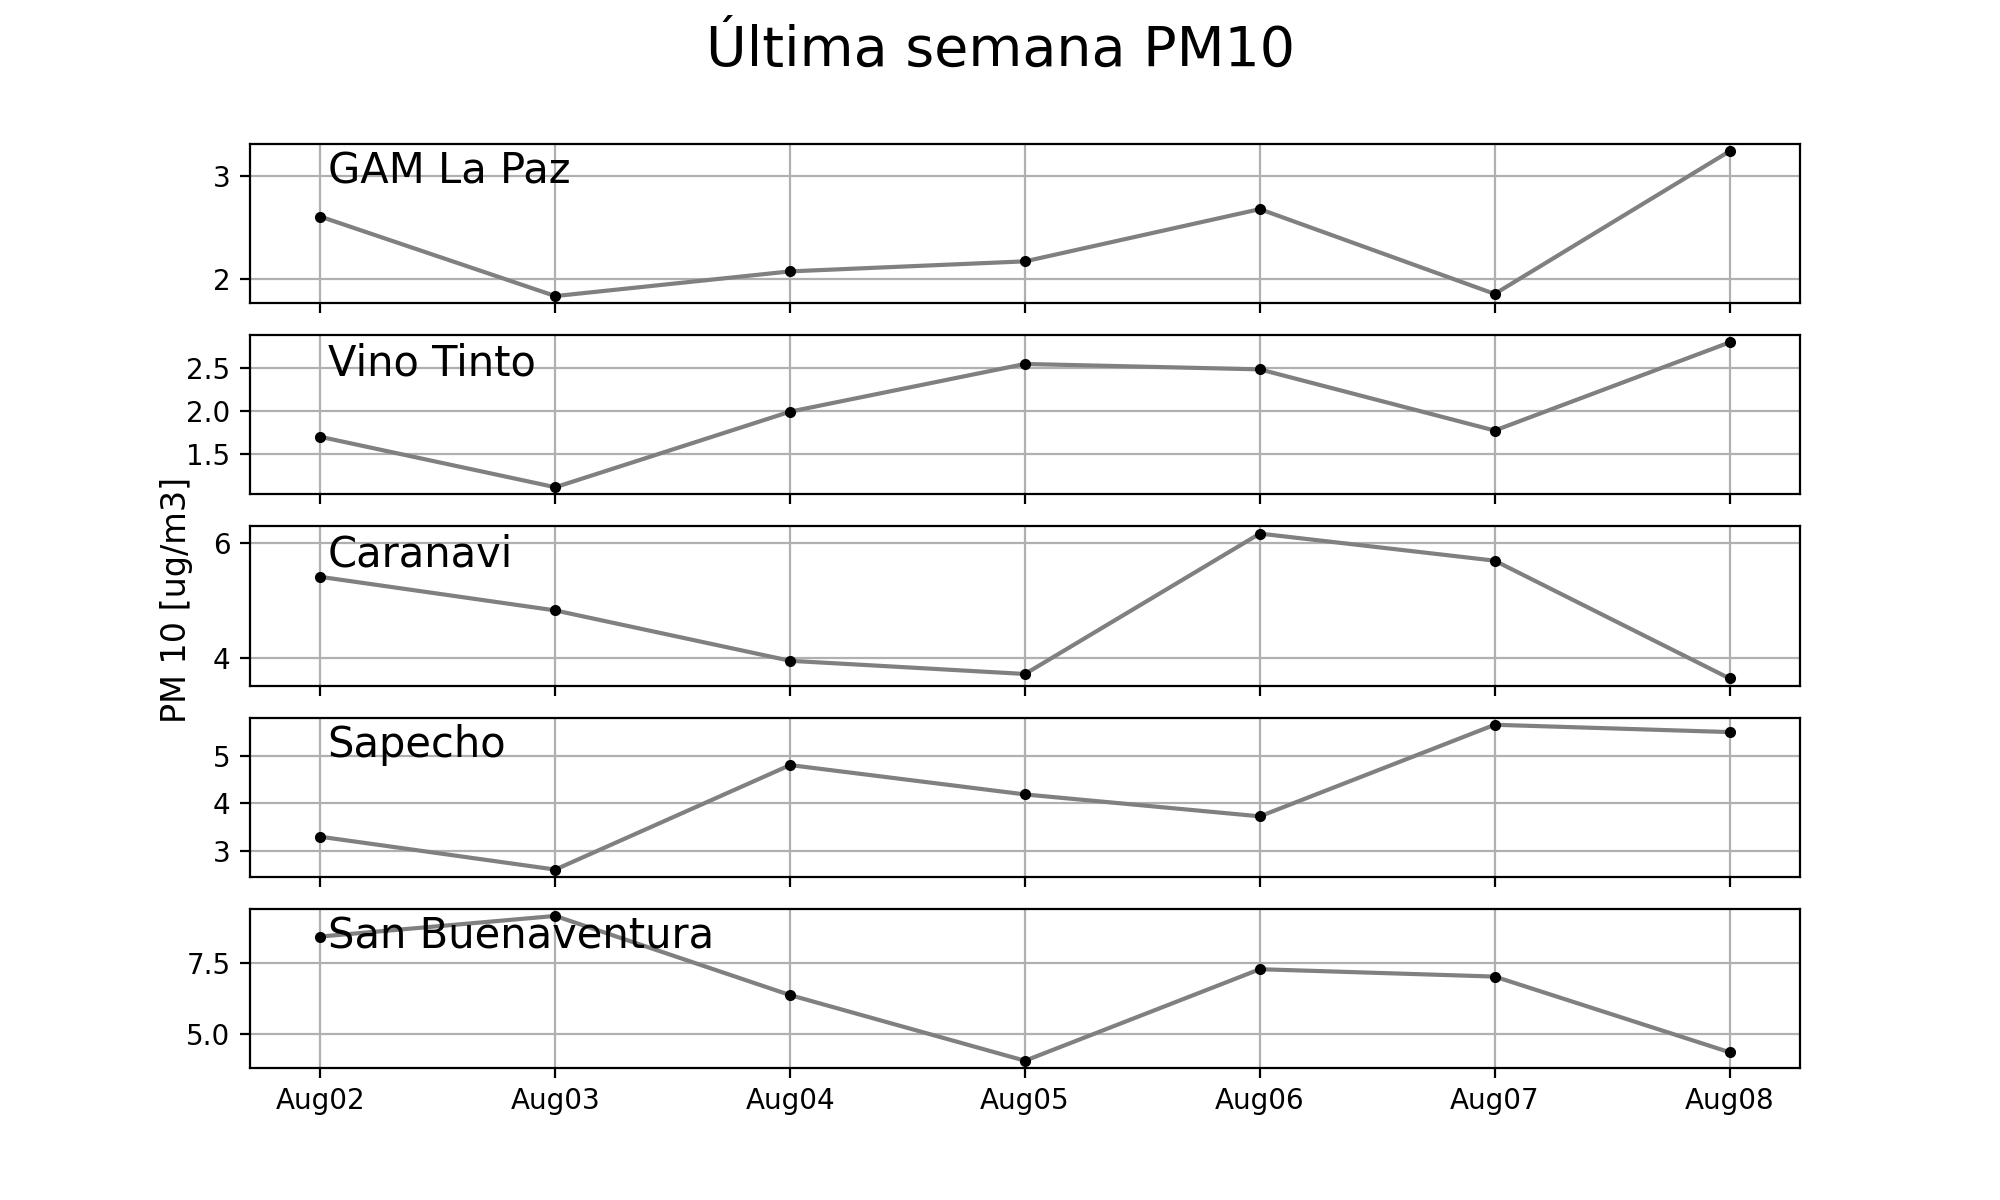 Última semana PM10
GAM La Paz
3
2
Vino Tinto
2.5
2.0
1.5
PM 10 [ug/m3]
Caranavi
6
4
Sapecho
5
4
3
San Buenaventura
7.5
5.0
Aug02 Aug03 Aug04 Aug05 Aug06 Aug07 Aug08